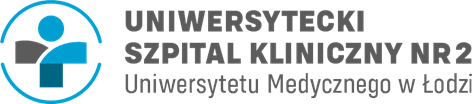 UNIWERSYTECKI
SZPITAL KLINICZNY NR 2
Uniwersytetu Medycznego w Łodzi